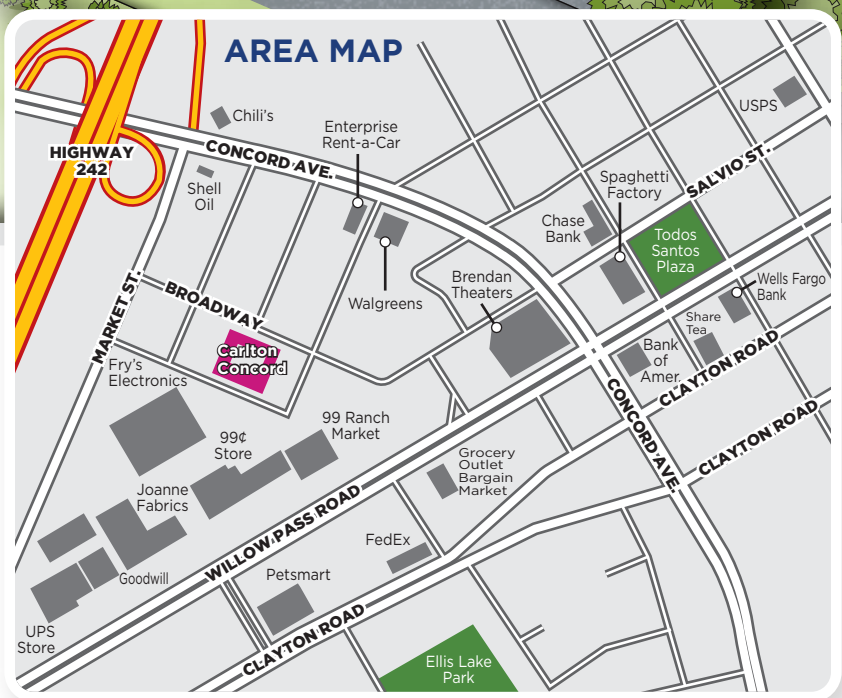 AREA MAP
Chili's
Enterprise
Rent-a-Car
USPS
HIGHWAY
242
CONCORD AVE.
SALVIO ST.
Shell
Oil
Spaghetti
Factory
Chase
Bank
Todos
Santos
Plaza
Walgreens
Brendan
Theaters
Wells Fargo
Bank
MARKET ST.
BROADWAY
Share
Tea
Carlton
Concord
Bank
of
Amer.
CLAYTON ROAD
Fry's
Electronics
CONCORD AVE.
CLAYTON ROAD
99¢
Store
99 Ranch
Market
Grocery
Outlet
Bargain
Market
Joanne
Fabrics
WILLOW PASS ROAD
FedEx
Goodwill
Petsmart
UPS
Store
CLAYTON ROAD
Ellis Lake
Park